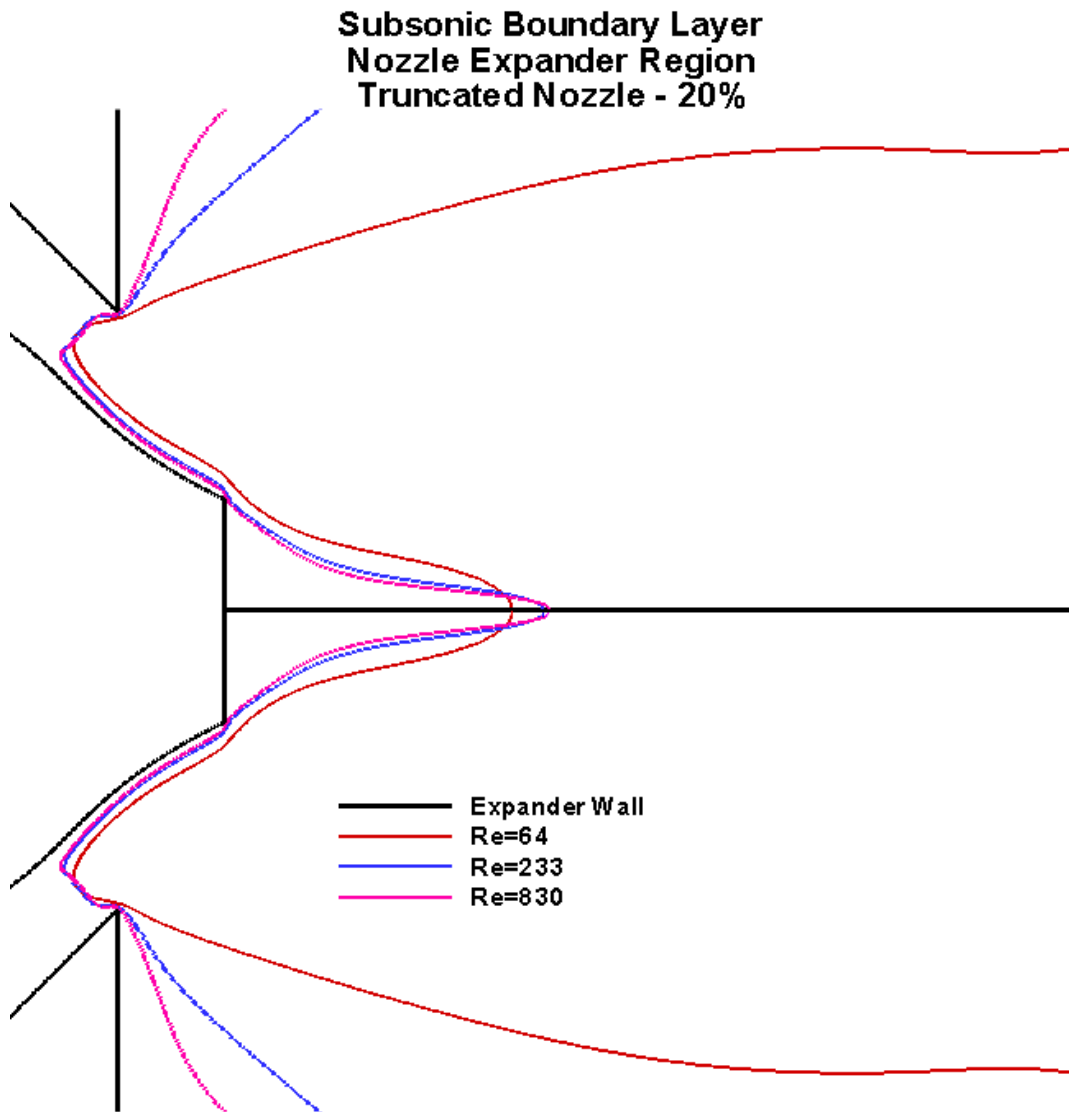 Subsonic Boundary Layer
Nozzle Expander Region
Truncated Nozzle - 20%
Expander Wall
Re=64
Re=233
Re=830